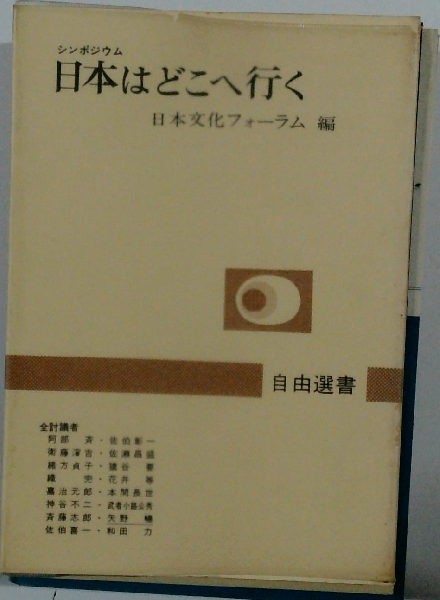 シンポジウム
日本はどこへ行く
日本文化フォーラム 編
自由選書
全討議者
阿部 斉・佐伯彰一
衛藤瀋吉・佐瀬昌盛
緒方貞子・猪谷
花井 等
嘉治元郎・本間長世
神谷不二・武者小路公秀
斉藤志郎・矢野 暢
佐伯喜一・和田 力